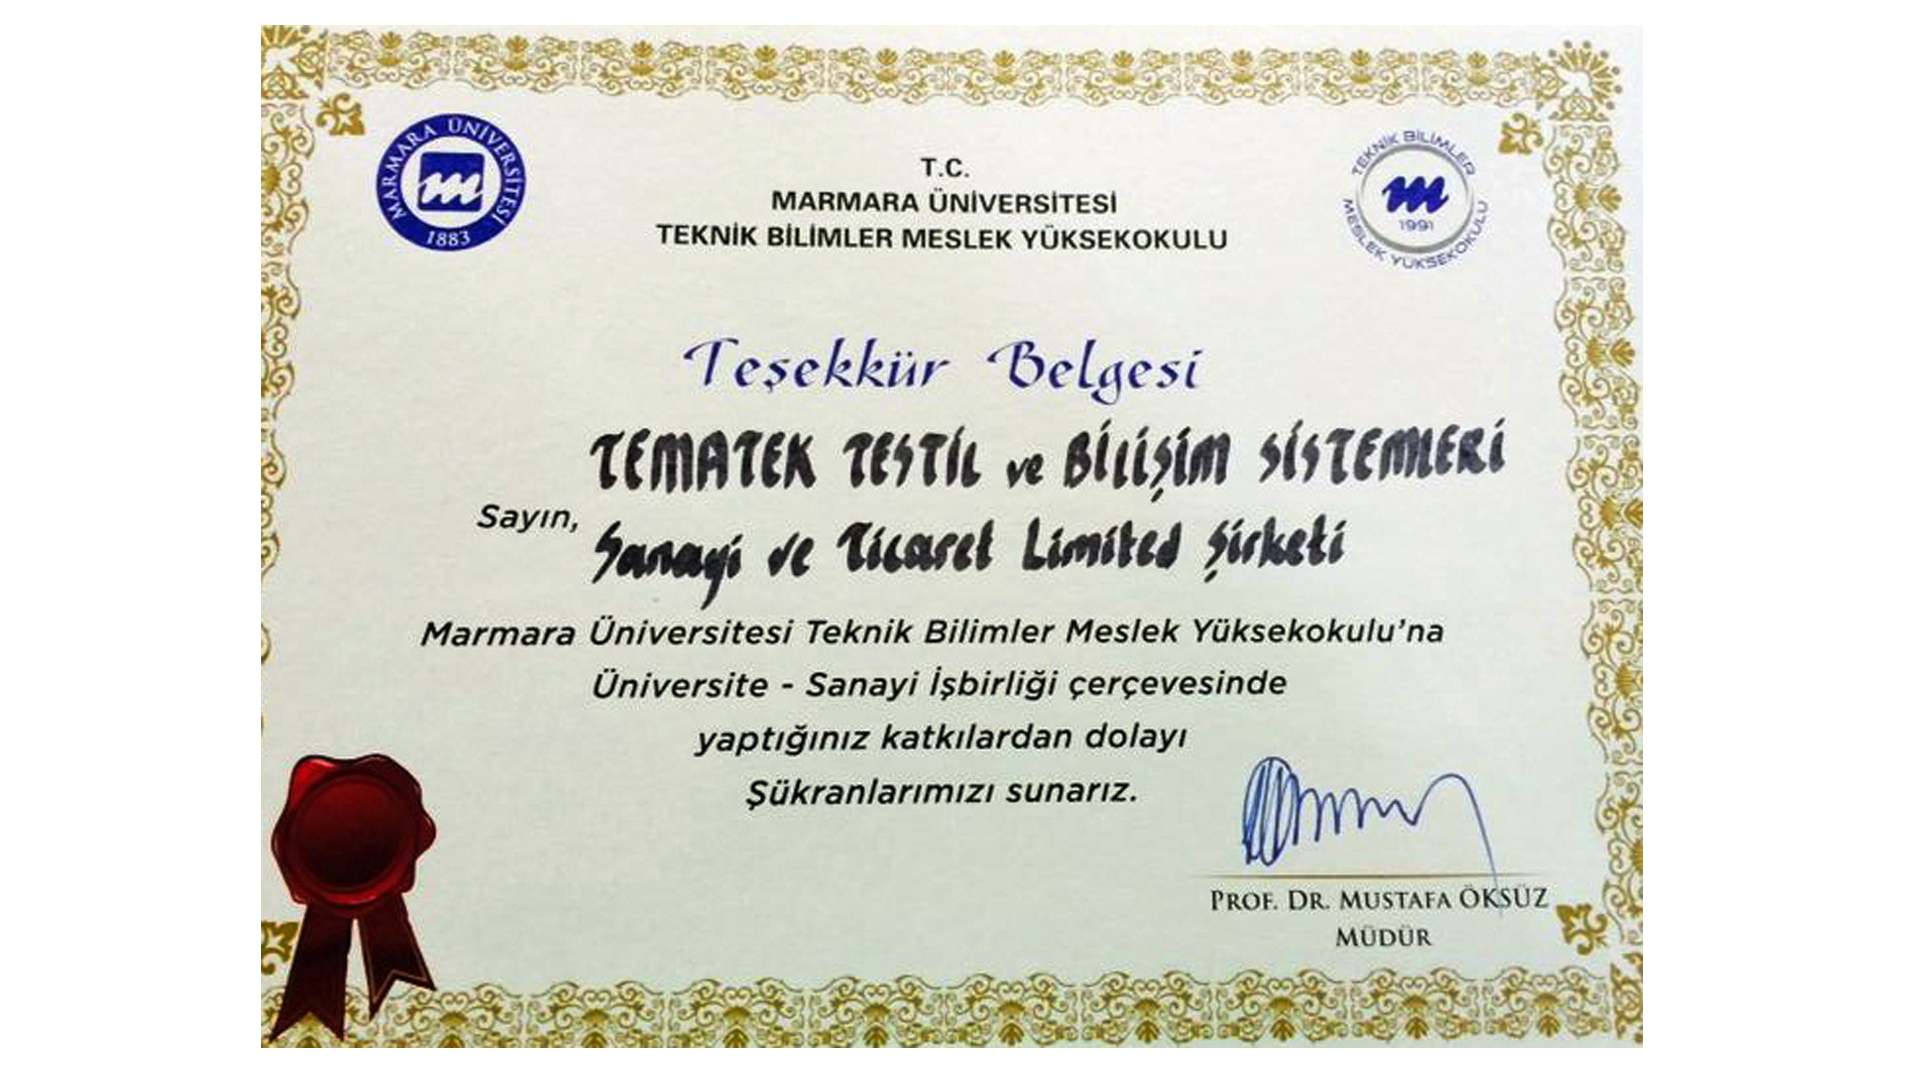 MARMARA ÜNİVERSİTESİ
1883
TEKNİK BİLİMLER
1991
MESLEK YÜKSEKOKULU
T.C.
MARMARA ÜNİVERSİTESİ
TEKNİK BİLİMLER MESLEK YÜKSEKOKULU
Teşekkür Belgesi
TEMATEK TESTİL ve BİLİŞİM SİSTEMLERİ
Sayın,
Sanayi ve Ticaret Limited Şirketi
Marmara Üniversitesi Teknik Bilimler Meslek Yüksekokulu'na
Üniversite - Sanayi İşbirliği çerçevesinde
yaptığınız katkılardan dolayı
Şükranlarımızı sunarız.
PROF. DR. MUSTAFA ÖKSÜZ
MÜDÜR